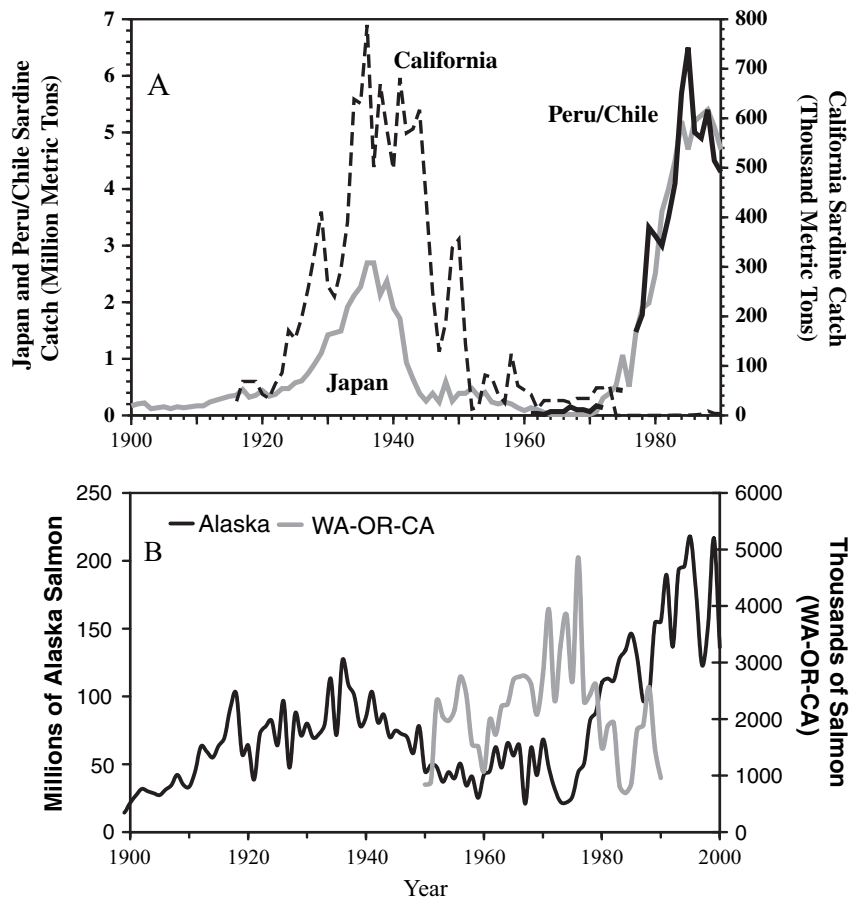 7
6
5
4
3
2
1
0
800
700
600
500
400
300
200
100
0
A
California
Peru/Chile
Japan
Japan and Peru/Chile Sardine
Catch (Million Metric Tons)
California Sardine Catch
(Thousand Metric Tons)
1900
1920
1940
1960
1980
250
200
150
100
50
0
6000
5000
4000
3000
2000
1000
0
B
Alaska
WA-OR-CA
Millions of Alaska Salmon
Thousands of Salmon
(WA-OR-CA)
1900
1920
1940
1960
1980
2000
Year